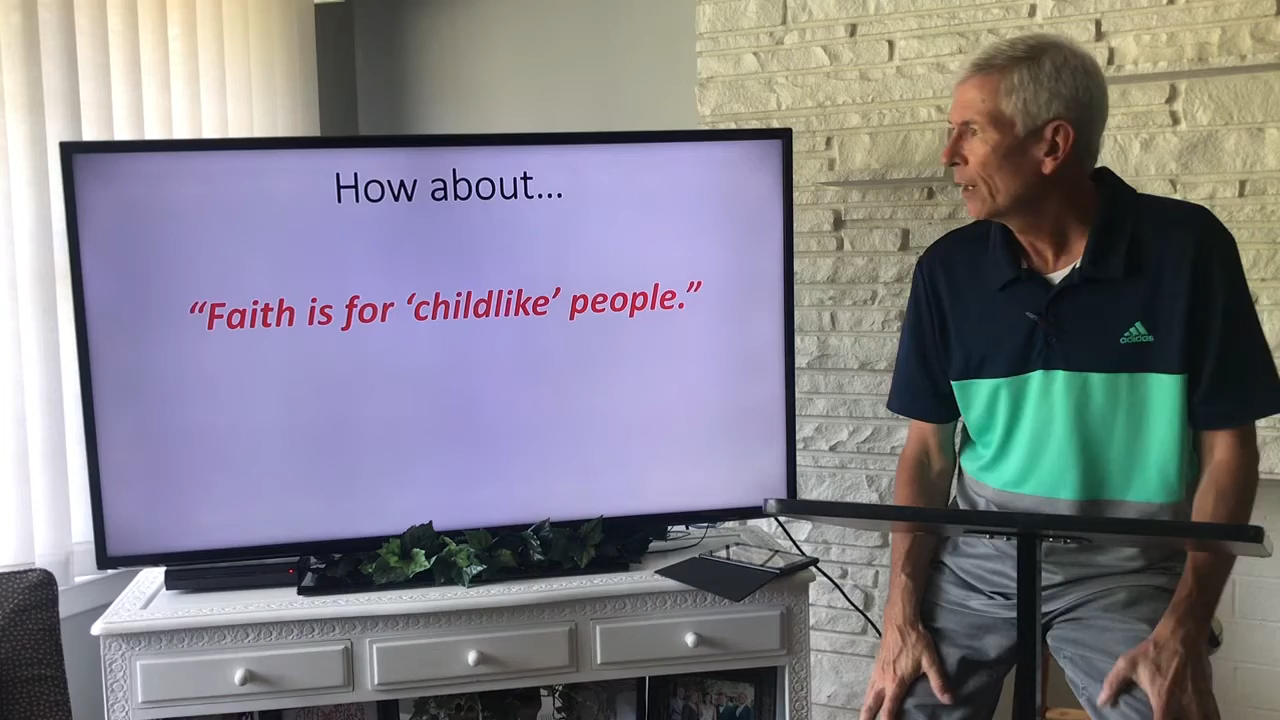 How about...
“Faith is for ‘childlike’ people.”
adidas